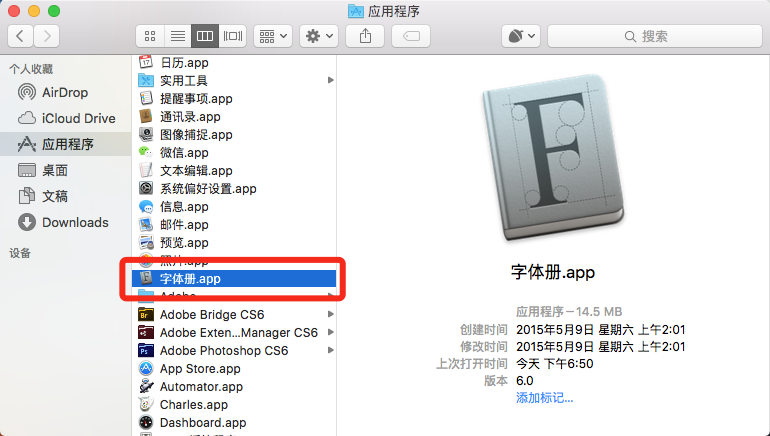 应用程序
搜索
个人收藏
AirDrop
iCloud Drive
应用程序
桌面
文稿
Downloads
设备
日历.app
实用工具
提醒事项.app
通讯录.app
图像捕捉.app
微信.app
文本编辑.app
系统偏好设置.app
信息.app
邮件.app
预览.app
照片.app
字体册.app
Adobe
Adobe Bridge CS6
Adobe Exten...Manager CS6
Adobe Photoshop CS6
App Store.app
Automator.app
Charles.app
Dashboard.app
F
字体册.app
应用程序－14.5 MB
创建时间 2015年5月9日 星期六 上午2:01
修改时间 2015年5月9日 星期六 上午2:01
上次打开时间 今天 下午6:50
版本 6.0
添加标记...